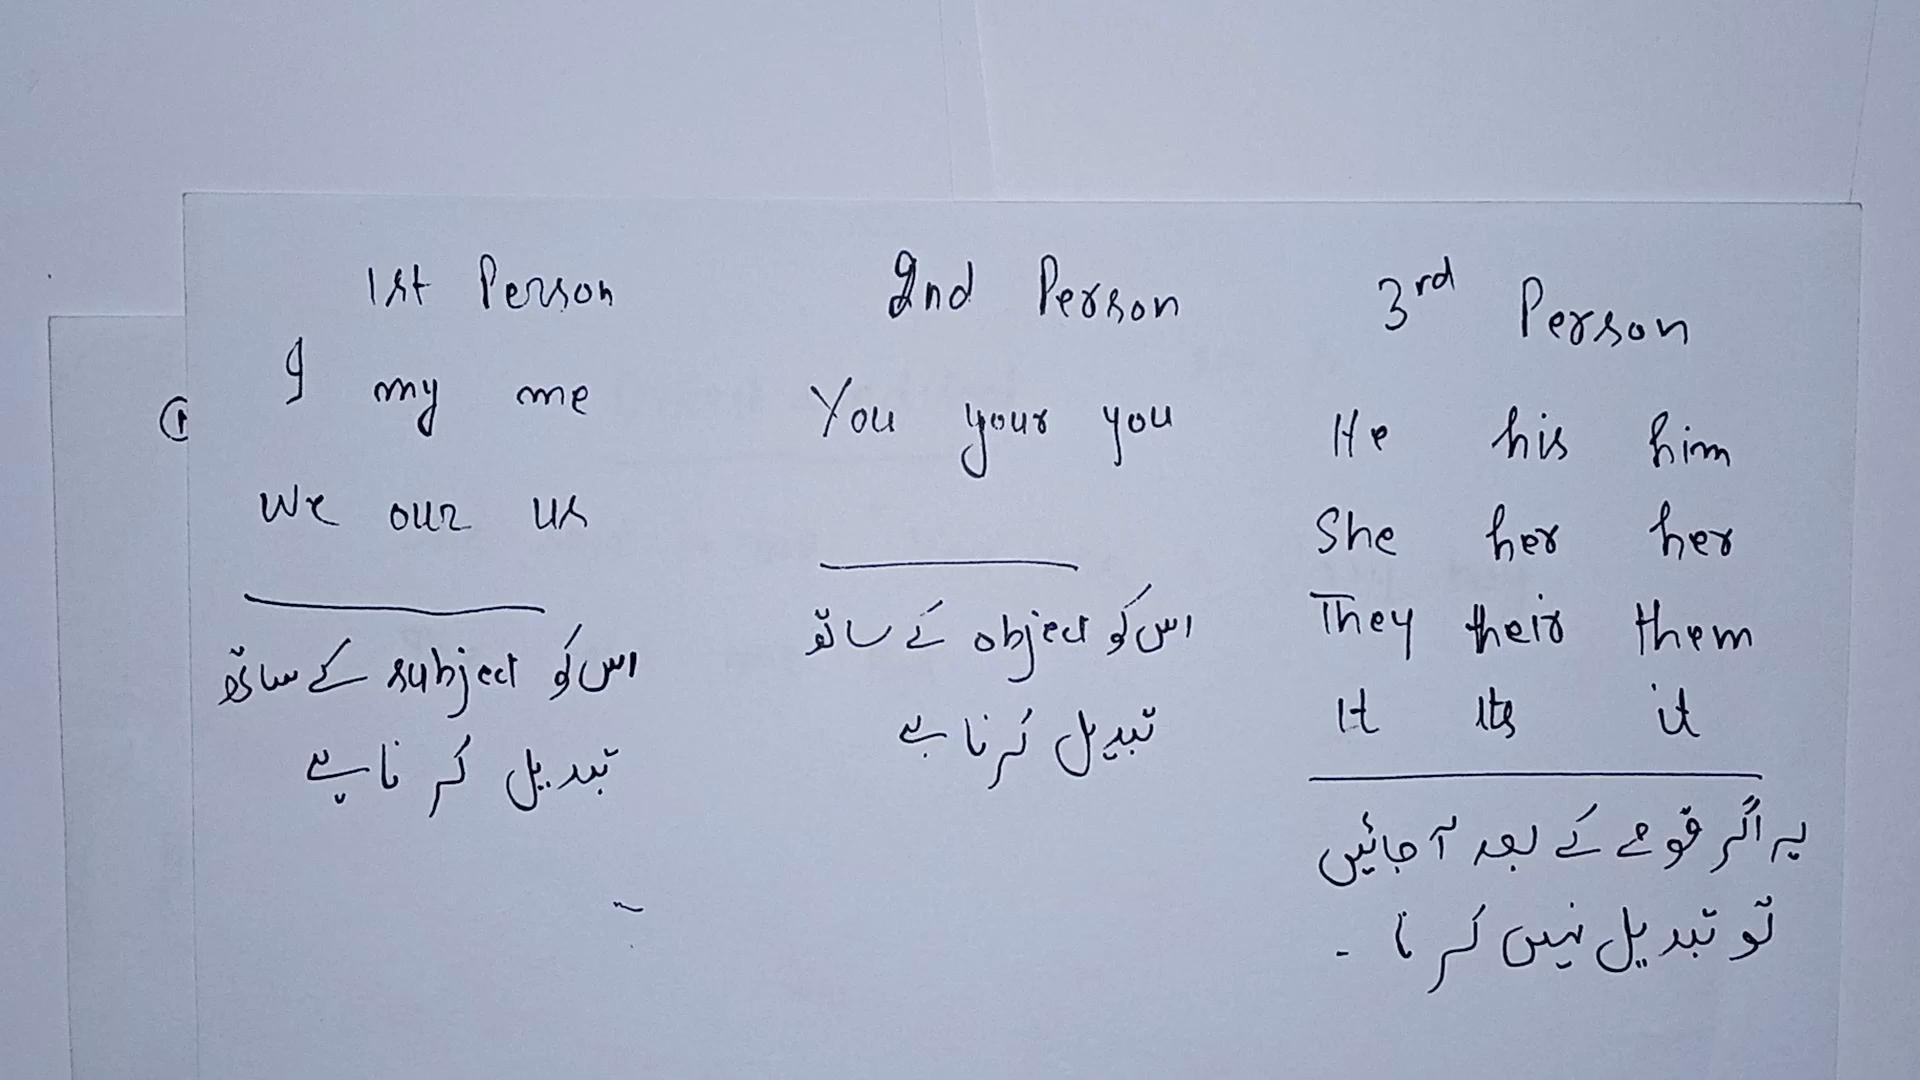 1st Person
I my me
We our us
اس کو subject کے ساتھ
تبدیل کرنا ہے
2nd Person
You your you
اس کو object کے ساتھ
تبدیل کرنا ہے
3rd Person
He his him
She her her
They their them
It Its it
یہ اگر قومے کے بعد آجائیں
تو تبدیل نہیں کرنا ۔